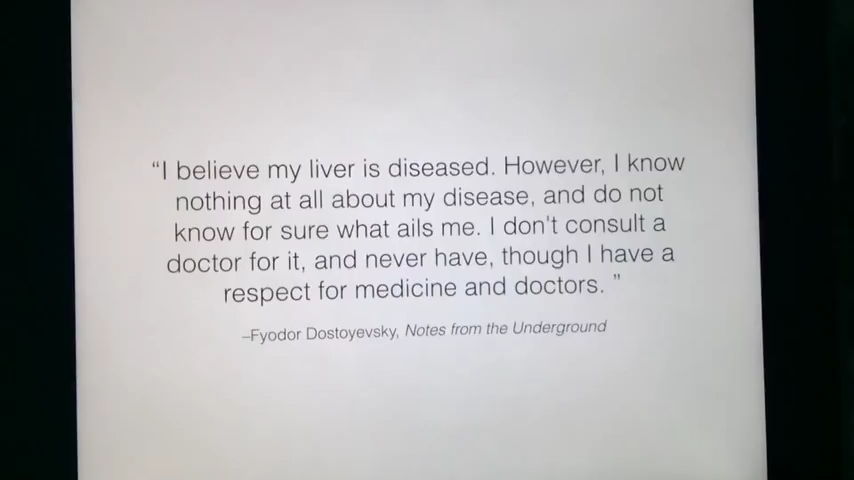 “I believe my liver is diseased. However, I know
nothing at all about my disease, and do not
know for sure what ails me. I don't consult a
doctor for it, and never have, though I have a
respect for medicine and doctors. ”
–Fyodor Dostoyevsky, Notes from the Underground